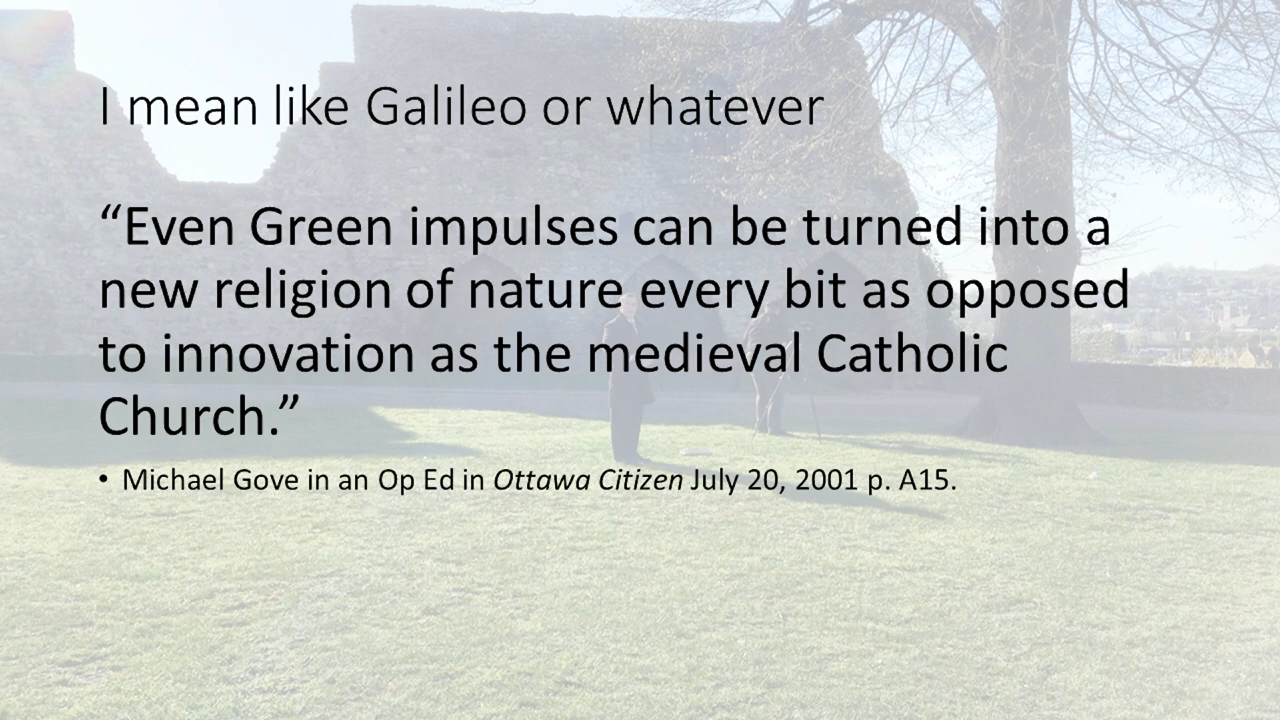 I mean like Galileo or whatever
“Even Green impulses can be turned into a
new religion of nature every bit as opposed
to innovation as the medieval Catholic
Church.”
• Michael Gove in an Op Ed in Ottawa Citizen July 20, 2001 p. A15.